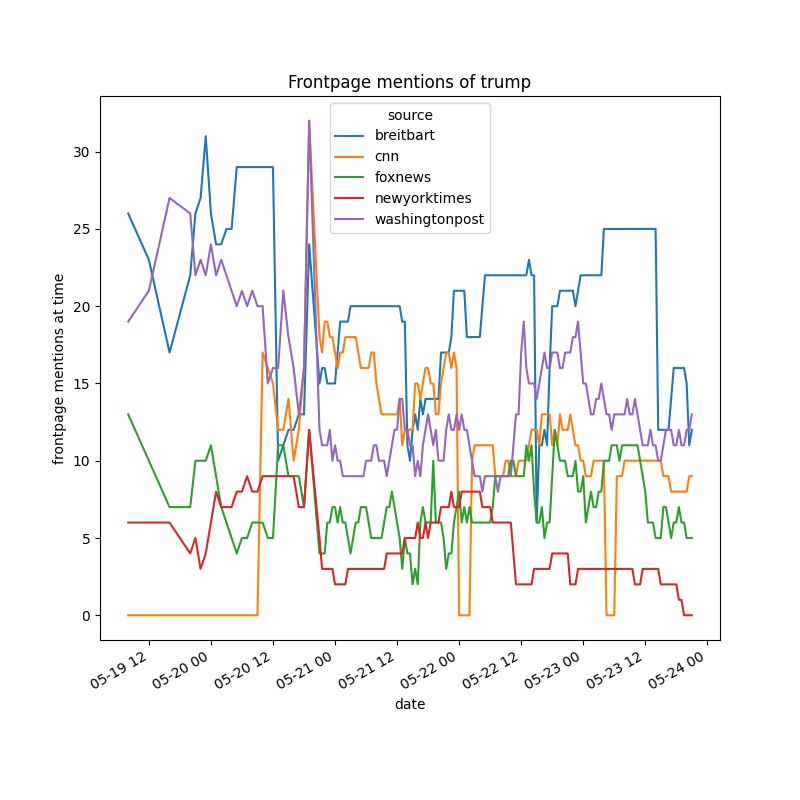 Frontpage mentions of trump
source
breitbart
cnn
foxnews
newyorktimes
washingtonpost
frontpage mentions at time
30
25
20
15
10
5
0
05-19 12
05-20 00
05-20 12
05-21 00
05-21 12
05-22 00
05-22 12
05-23 00
05-23 12
05-24 00
date